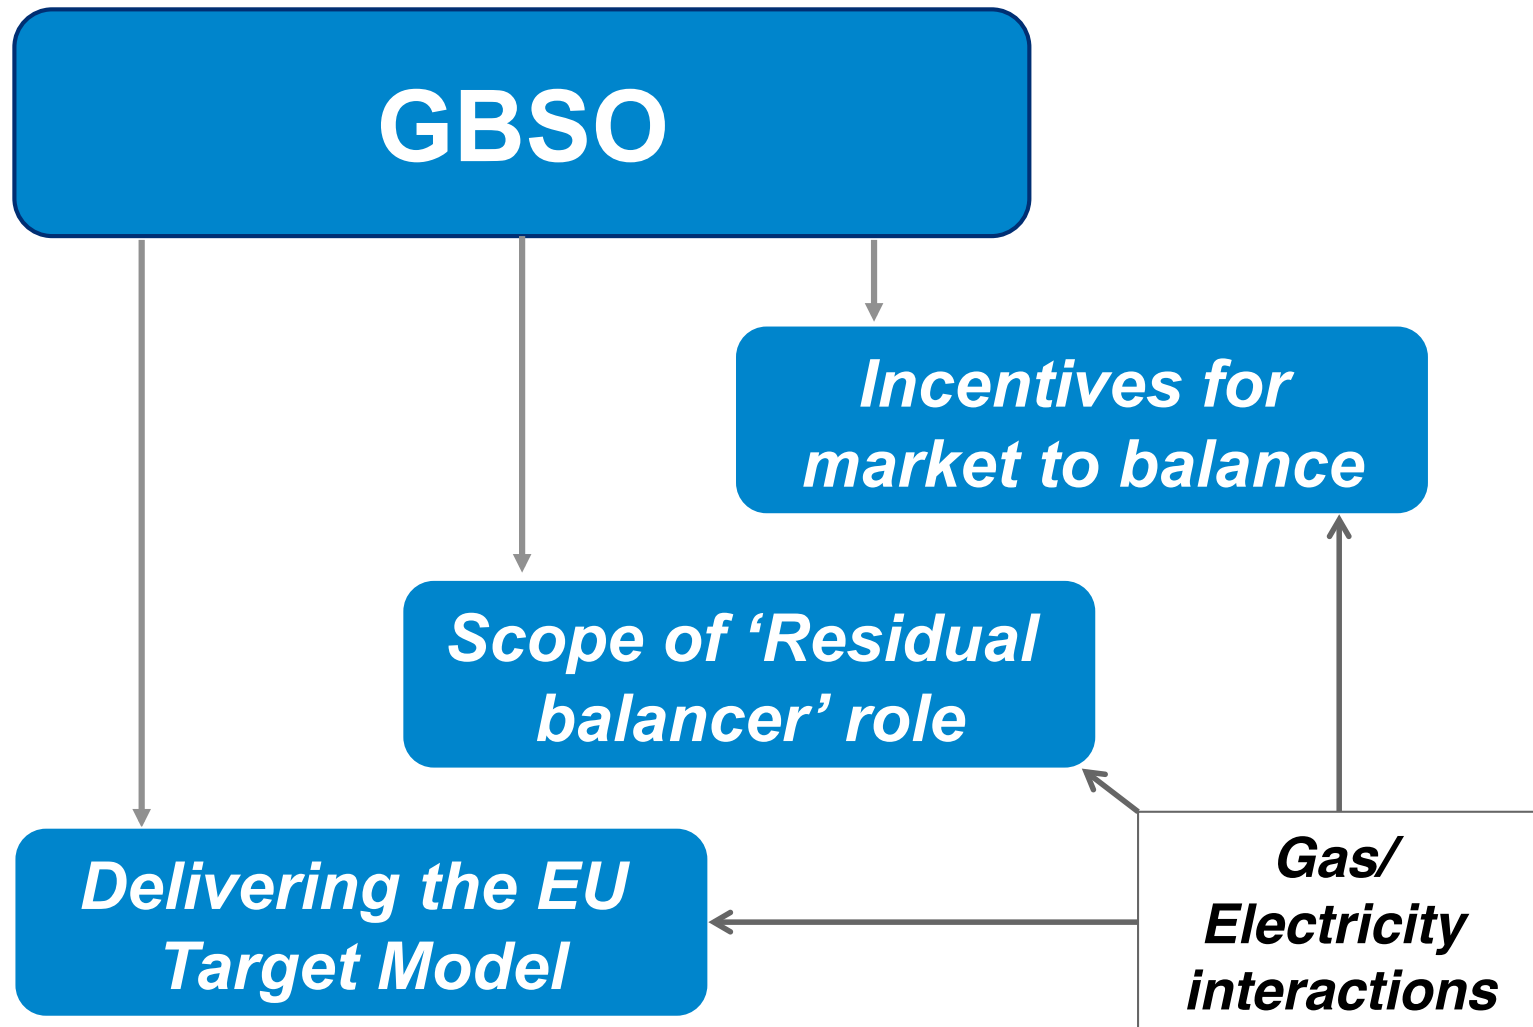 GBSO
Incentives for
market to balance
Scope of ‘Residual
balancer’ role
Delivering the EU
Target Model
Gas/
Electricity
interactions